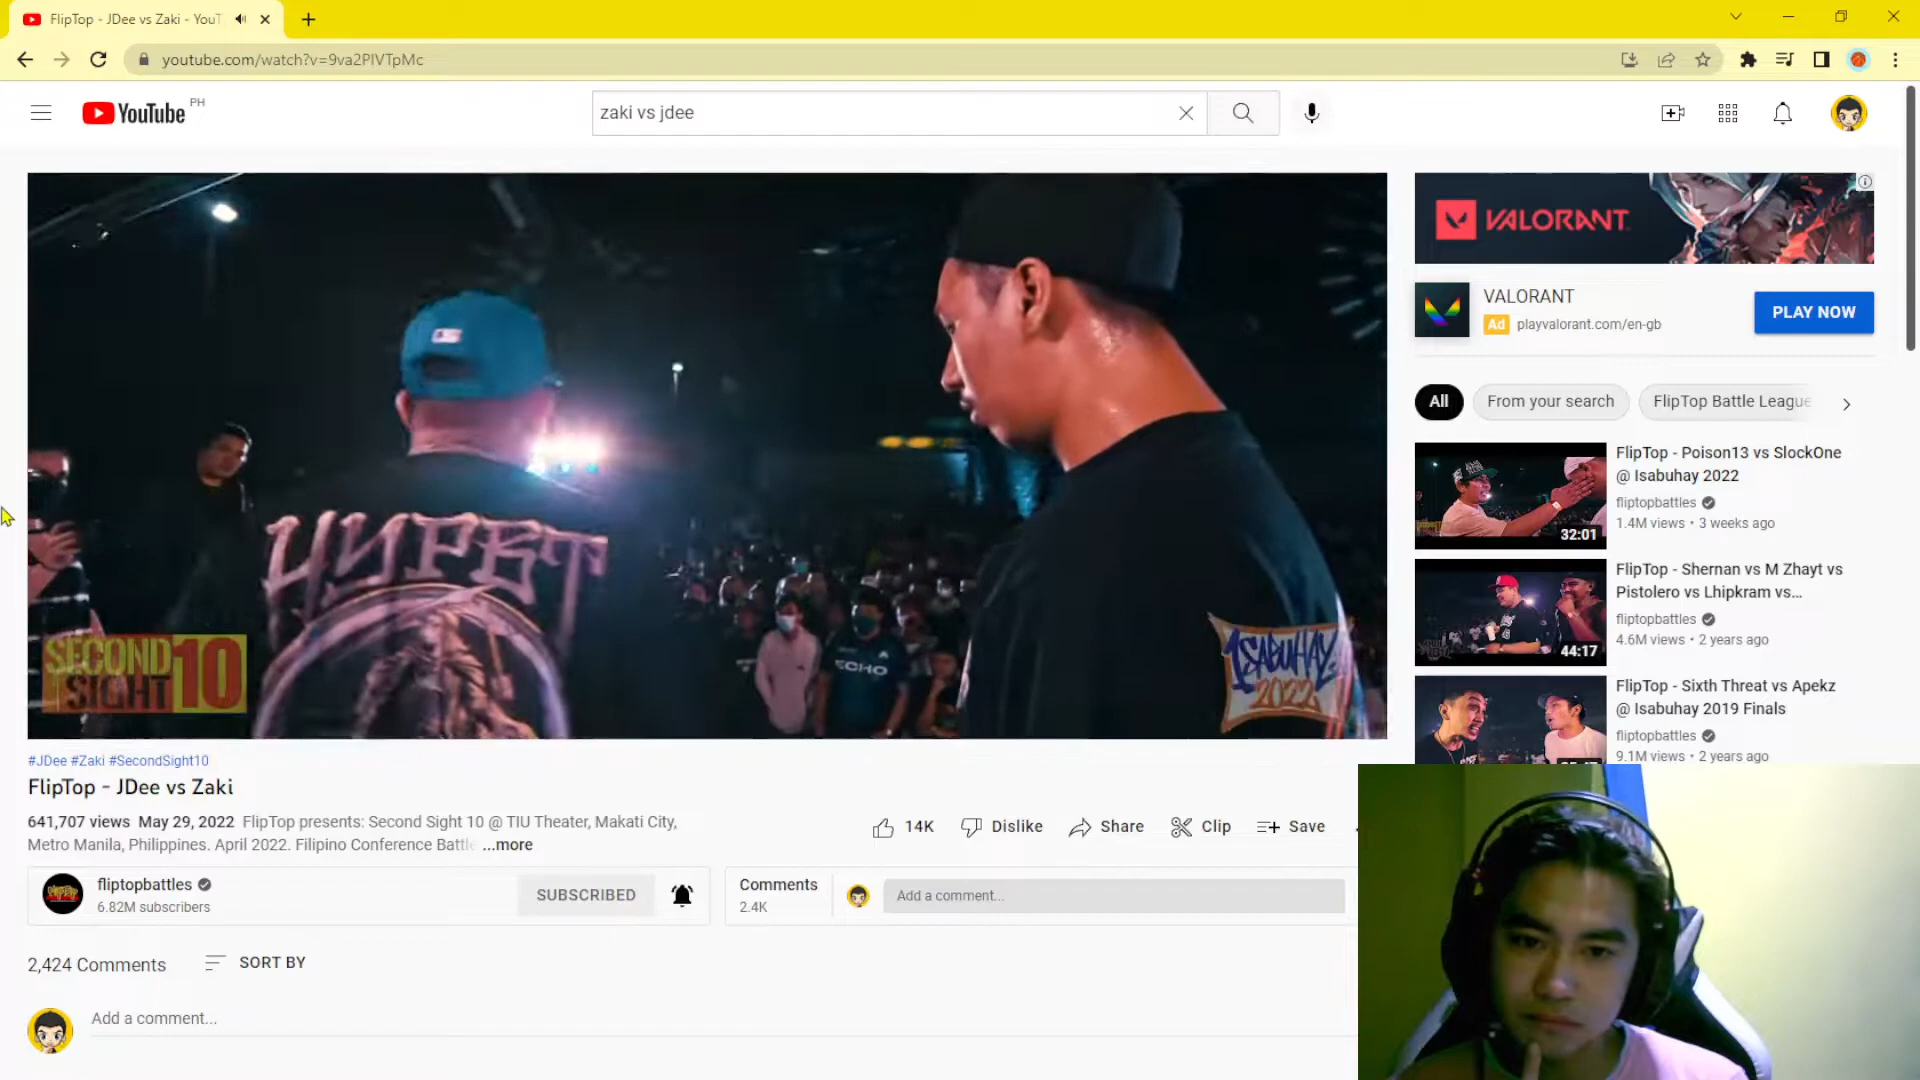 FlipTop - JDee vs Zaki - YouT
youtube.com/watch?v=9va2PIVTpMc
YouTube PH
zaki vs jdee
HYPBT
SECOND
SIGHT 10
ECHO
ISABUHAY
2022
VALORANT
VALORANT
Ad playvalorant.com/en-gb
PLAY NOW
All
From your search
FlipTop Battle League
FlipTop - Poison13 vs SlockOne
@ Isabuhay 2022
fliptopbattles
1.4M views • 3 weeks ago
32:01
FlipTop - Shernan vs M Zhayt vs
Pistolero vs Lhipkram vs...
fliptopbattles
4.6M views • 2 years ago
44:17
FlipTop - Sixth Threat vs Apekz
@ Isabuhay 2019 Finals
fliptopbattles
9.1M views • 2 years ago
#JDee #Zaki #SecondSight10
FlipTop - JDee vs Zaki
641,707 views May 29, 2022 FlipTop presents: Second Sight 10 @ TIU Theater, Makati City,
Metro Manila, Philippines. April 2022. Filipino Conference Battle ...more
14K
Dislike
Share
Clip
Save
fliptopbattles
6.82M subscribers
SUBSCRIBED
Comments
2.4K
Add a comment...
2,424 Comments
SORT BY
Add a comment...